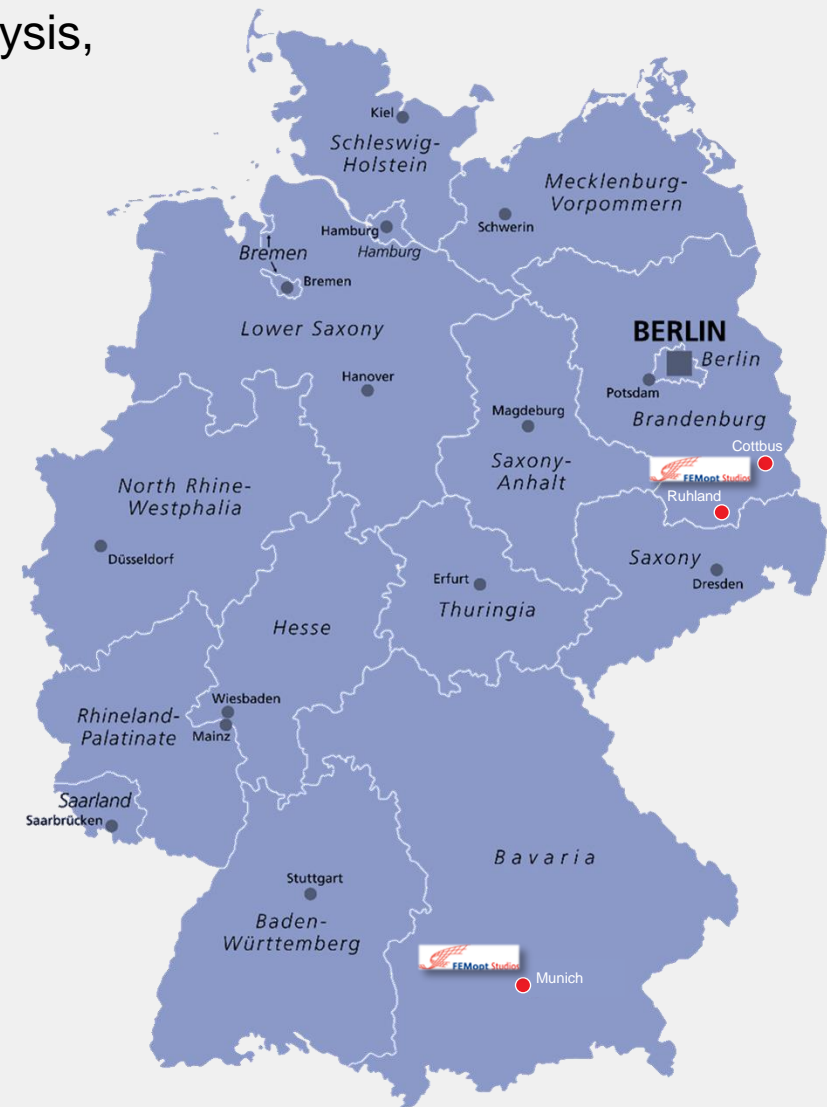 ysis,
Kiel
Schleswig-
Holstein
Mecklenburg-
Vorpommern
Schwerin
Hamburg
Hamburg
Bremen
Bremen
Lower Saxony
BERLIN
Berlin
Hanover
Potsdam
Magdeburg
Brandenburg
Cottbus
Saxony-
Anhalt
FEMopt Studios
North Rhine-
Westphalia
Ruhland
Düsseldorf
Saxony
Erfurt
Dresden
Thuringia
Hesse
Wiesbaden
Rhineland-
Palatinate
Mainz
Saarland
Saarbrücken
Bavaria
Stuttgart
Baden-
Württemberg
FEMopt Studios
Munich